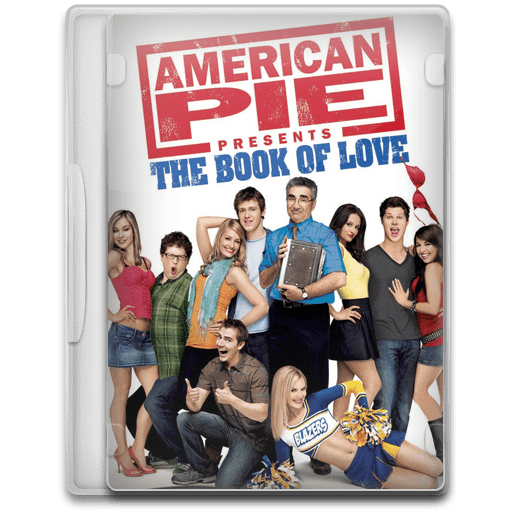 AMERICAN
PIE
PRESENTS
THE BOOK OF LOVE
BLAZERS